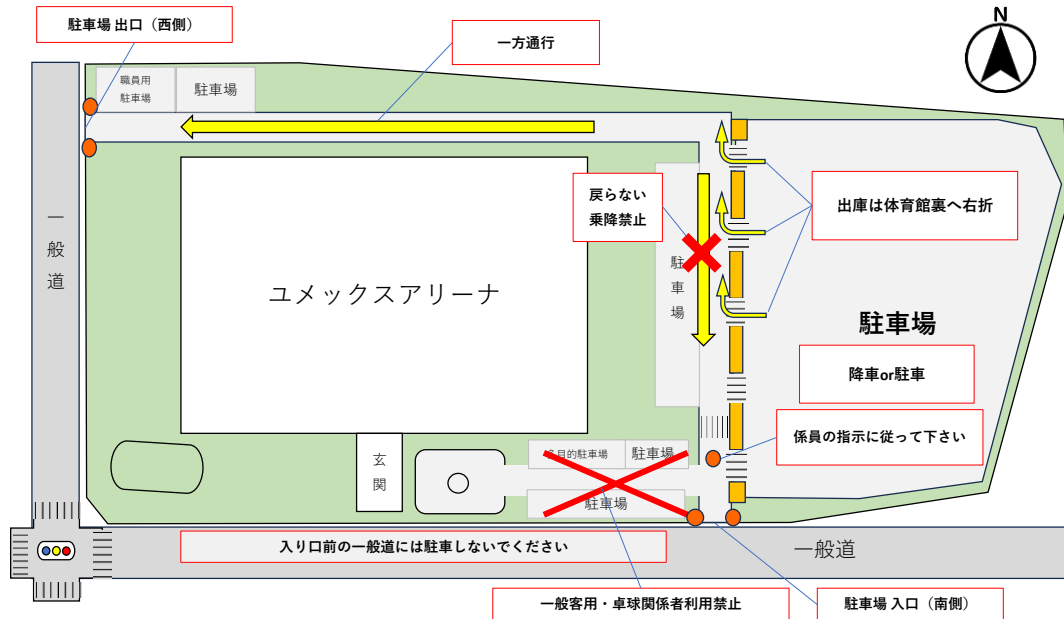 駐車場 出口（西側）
一方通行
N
職員用
駐車場
駐車場
戻らない
乗降禁止
出庫は体育館裏へ右折
一般道
ユメックスアリーナ
駐車場
駐車場
降車or駐車
係員の指示に従って下さい
多目的駐車場
駐車場
玄関
駐車場
入り口前の一般道には駐車しないでください
一般道
一般客用・卓球関係者利用禁止
駐車場 入口（南側）